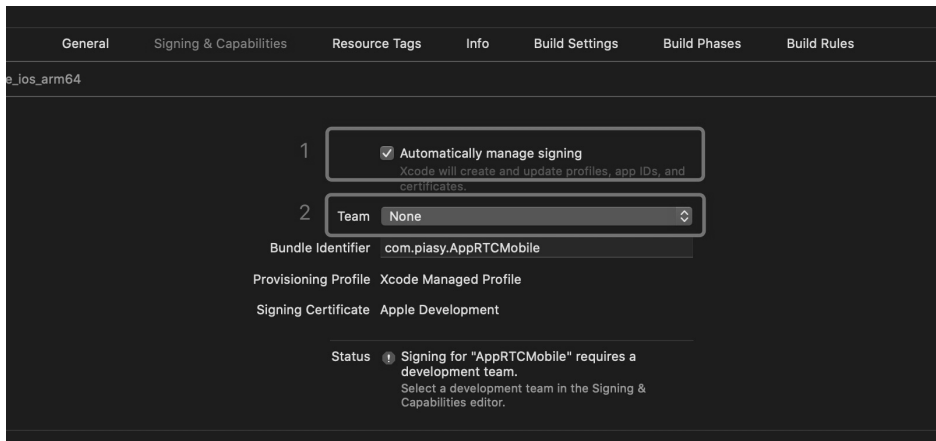 General Signing & Capabilities Resource Tags Info Build Settings Build Phases Build Rules
e_ios_arm64
1 Automatically manage signing
Xcode will create and update profiles, app IDs, and
certificates.
2 Team None
Bundle Identifier com.piasy.AppRTCMobile
Provisioning Profile Xcode Managed Profile
Signing Certificate Apple Development
Status Signing for "AppRTCMobile" requires a
development team.
Select a development team in the Signing &
Capabilities editor.